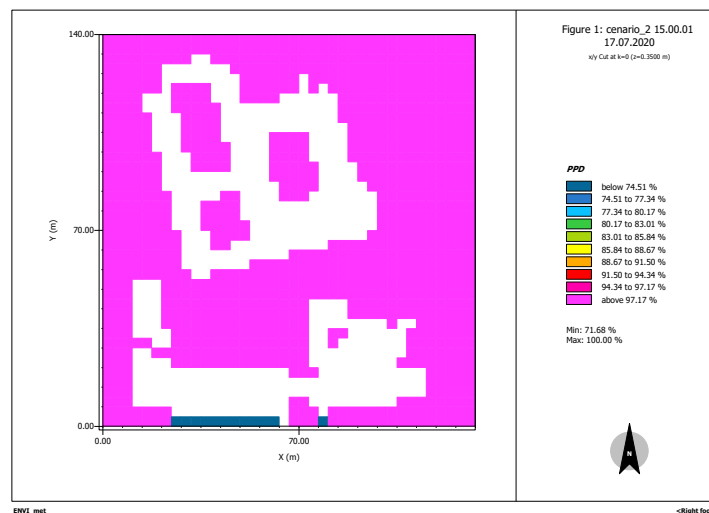 Figure 1: cenario_2 15.00.01
17.07.2020
x/y Cut at k=0 (z=0.3500 m)
140.00
70.00
0.00
Y (m)
0.00
70.00
X (m)
PPD
below 74.51 %
74.51 to 77.34 %
77.34 to 80.17 %
80.17 to 83.01 %
83.01 to 85.84 %
85.84 to 88.67 %
88.67 to 91.50 %
91.50 to 94.34 %
94.34 to 97.17 %
above 97.17 %
Min: 71.68 %
Max: 100.00 %
N
ENVI_met
<Right foo